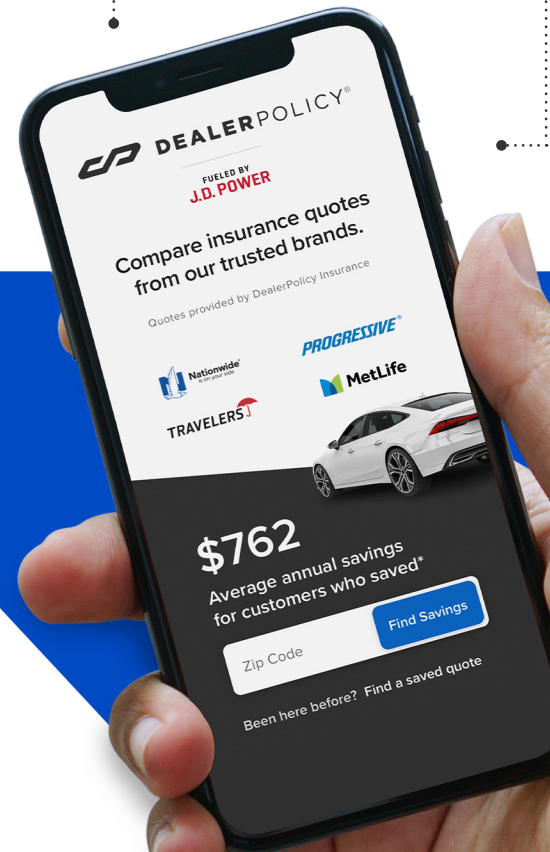 DEALERPOLICY®
FUELED BY
J.D. POWER
Compare insurance quotes
from our trusted brands.
Quotes provided by DealerPolicy Insurance
Nationwide®
is on your side
PROGRESSIVE®
TRAVELERS
MetLife
$762
Average annual savings
for customers who saved*
Zip Code
Find Savings
Been here before? Find a saved quote